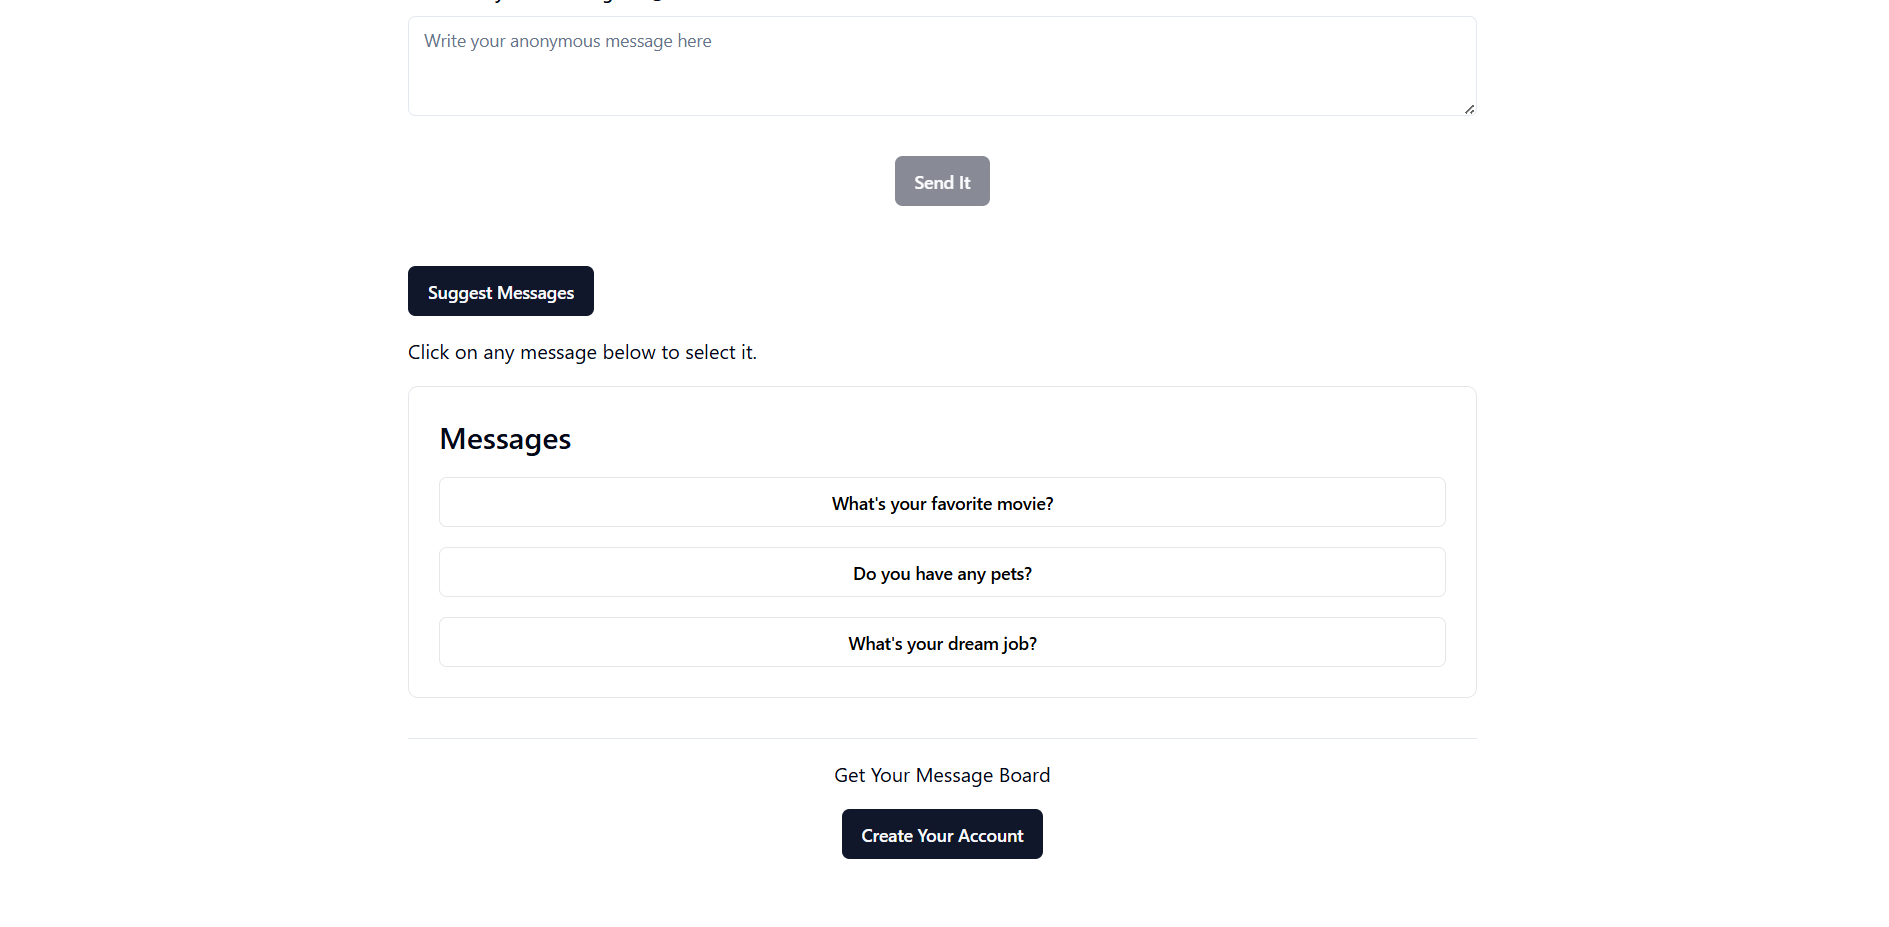 Write your anonymous message here
Send It
Suggest Messages
Click on any message below to select it.
Messages
What's your favorite movie?
Do you have any pets?
What's your dream job?
Get Your Message Board
Create Your Account